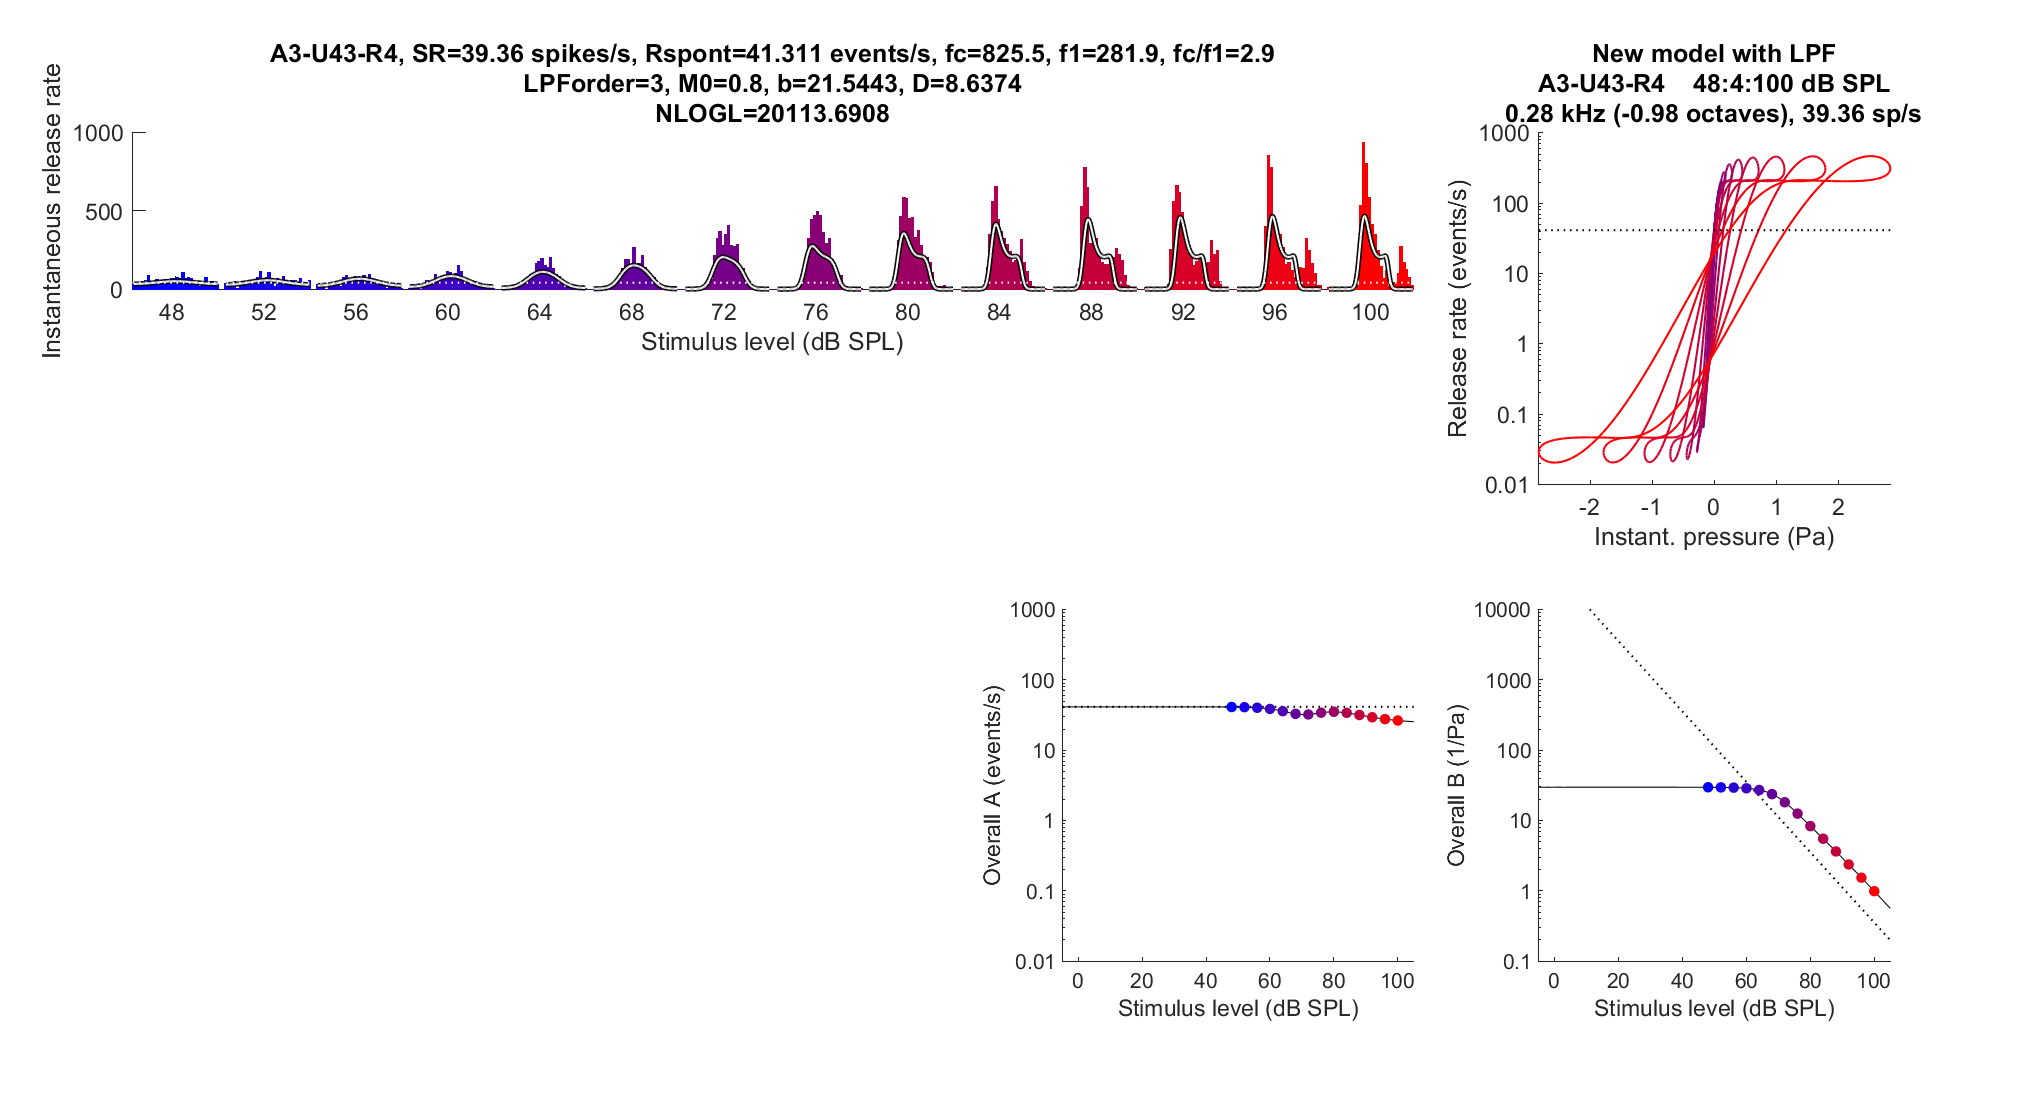 A3-U43-R4, SR=39.36 spikes/s, Rspont=41.311 events/s, fc=825.5, f1=281.9, fc/f1=2.9
LPForder=3, M0=0.8, b=21.5443, D=8.6374
NLOGL=20113.6908
Instantaneous release rate
1000
500
0
48 52 56 60 64 68 72 76 80 84 88 92 96 100
Stimulus level (dB SPL)
New model with LPF
A3-U43-R4 48:4:100 dB SPL
0.28 kHz (-0.98 octaves), 39.36 sp/s
Release rate (events/s)
1000
100
10
1
0.1
0.01
-2 -1 0 1 2
Instant. pressure (Pa)
Overall A (events/s)
1000
100
10
1
0.1
0.01
0 20 40 60 80 100
Stimulus level (dB SPL)
Overall B (1/Pa)
10000
1000
100
10
1
0.1
0 20 40 60 80 100
Stimulus level (dB SPL)